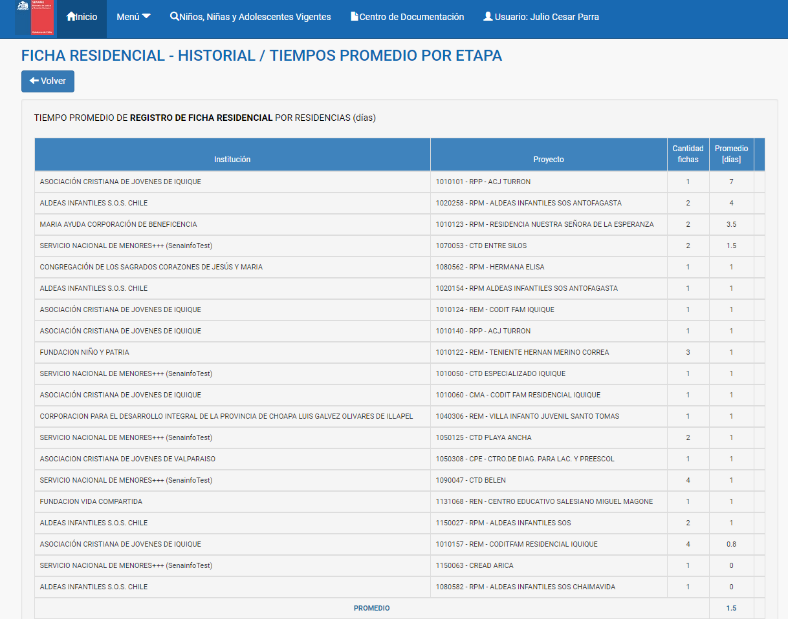 Inicio Menú Niños, Niñas y Adolescentes Vigentes Centro de Documentación Usuario: Julio Cesar Parra
FICHA RESIDENCIAL - HISTORIAL / TIEMPOS PROMEDIO POR ETAPA
Volver
TIEMPO PROMEDIO DE REGISTRO DE FICHA RESIDENCIAL POR RESIDENCIAS (días)
Institución Proyecto Cantidad fichas Promedio [días]
ASOCIACIÓN CRISTIANA DE JOVENES DE IQUIQUE 1010101 - RPP - ACJ TURRON 1 7
ALDEAS INFANTILES S.O.S. CHILE 1020258 - RPM - ALDEAS INFANTILES SOS ANTOFAGASTA 2 4
MARIA AYUDA CORPORACIÓN DE BENEFICENCIA 1010123 - RPM - RESIDENCIA NUESTRA SEÑORA DE LA ESPERANZA 2 3.5
SERVICIO NACIONAL DE MENORES+++ (SenainfoTest) 1070053 - CTD ENTRE SILOS 2 1.5
CONGREGACIÓN DE LOS SAGRADOS CORAZONES DE JESÚS Y MARIA 1080562 - RPM - HERMANA ELISA 1 1
ALDEAS INFANTILES S.O.S. CHILE 1020154 - RPM ALDEAS INFANTILES SOS ANTOFAGASTA 1 1
ASOCIACIÓN CRISTIANA DE JOVENES DE IQUIQUE 1010124 - REM - CODIT FAM IQUIQUE 1 1
ASOCIACIÓN CRISTIANA DE JOVENES DE IQUIQUE 1010140 - RPP - ACJ TURRON 1 1
FUNDACION NIÑO Y PATRIA 1010122 - REM - TENIENTE HERNAN MERINO CORREA 3 1
SERVICIO NACIONAL DE MENORES+++ (SenainfoTest) 1010050 - CTD ESPECIALIZADO IQUIQUE 1 1
ASOCIACIÓN CRISTIANA DE JOVENES DE IQUIQUE 1010060 - CMA - CODIT FAM RESIDENCIAL IQUIQUE 1 1
CORPORACION PARA EL DESARROLLO INTEGRAL DE LA PROVINCIA DE CHOAPA LUIS GALVEZ OLIVARES DE ILLAPEL 1040306 - REM - VILLA INFANTO JUVENIL SANTO TOMAS 1 1
SERVICIO NACIONAL DE MENORES+++ (SenainfoTest) 1050125 - CTD PLAYA ANCHA 2 1
ASOCIACION CRISTIANA DE JOVENES DE VALPARAISO 1050308 - CPE - CTRO.DE DIAG. PARA LAC. Y PREESCOL 1 1
SERVICIO NACIONAL DE MENORES+++ (SenainfoTest) 1090047 - CTD BELEN 4 1
FUNDACION VIDA COMPARTIDA 1131068 - REN - CENTRO EDUCATIVO SALESIANO MIGUEL MAGONE 1 1
ALDEAS INFANTILES S.O.S. CHILE 1150027 - RPM - ALDEAS INFANTILES SOS 2 1
ASOCIACIÓN CRISTIANA DE JOVENES DE IQUIQUE 1010157 - REM - CODITFAM RESIDENCIAL IQUIQUE 4 0.8
SERVICIO NACIONAL DE MENORES+++ (SenainfoTest) 1150063 - CREAD ARICA 1 0
ALDEAS INFANTILES S.O.S. CHILE 1080582 - RPM - ALDEAS INFANTILES SOS CHAIMAVIDA 1 0
PROMEDIO 1.5